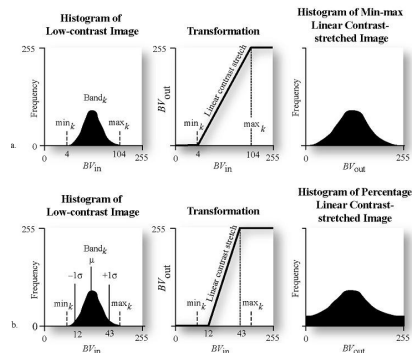 Histogram of
Low-contrast Image
255
Frequency
Band k
min k
max k
a.
0
4
104
255
BV in
Transformation
255
BV out
Linear contrast stretch
min k
max k
0
4
104
255
BV in
Histogram of Min-max
Linear Contrast-
stretched Image
Frequency
0
255
BV out
Histogram of
Low-contrast Image
255
Frequency
Band k
μ
−1σ
+1σ
min k
max k
b.
0
12
43
255
BV in
Transformation
255
BV out
Linear contrast stretch
min k
max k
0
12
43
255
BV in
Histogram of Percentage
Linear Contrast-
stretched Image
Frequency
0
255
BV out